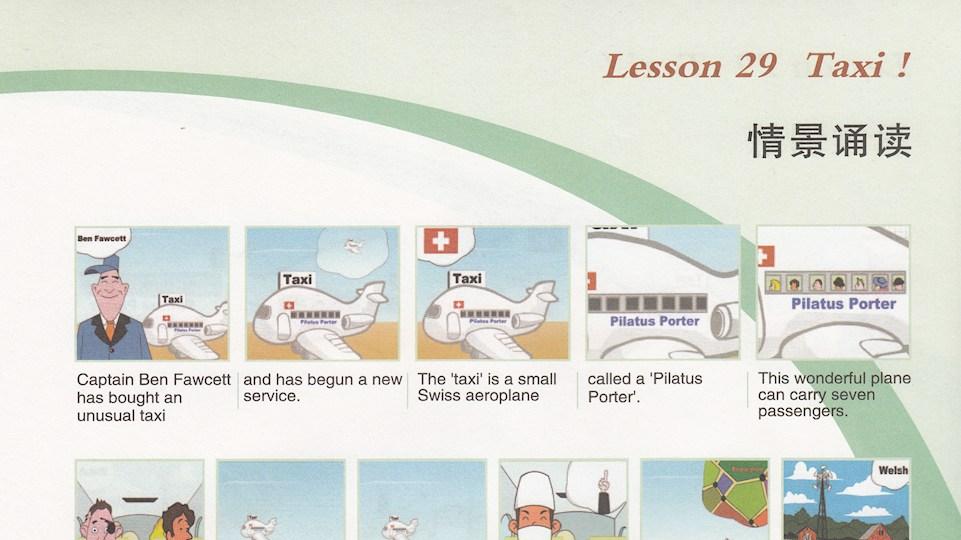 Lesson 29 Taxi !
情景诵读
Ben Fawcett
Taxi
Pilatus Porter
Taxi
Pilatus Porter
Taxi
Pilatus Porter
Pilatus Porter
Pilatus Porter
Captain Ben Fawcett
has bought an
unusual taxi
and has begun a new
service.
The 'taxi' is a small
Swiss aeroplane
called a 'Pilatus
Porter'.
This wonderful plane
can carry seven
passengers.
Welsh